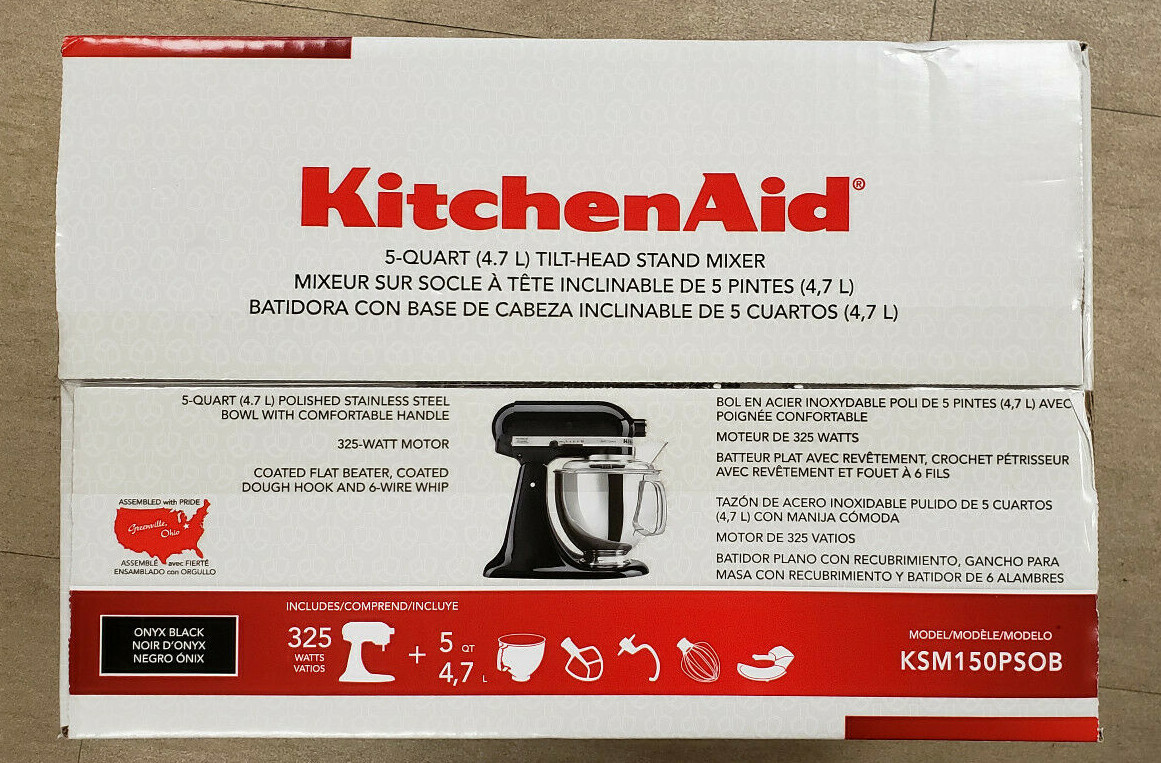 KitchenAid®
5-QUART (4.7 L) TILT-HEAD STAND MIXER
MIXEUR SUR SOCLE À TÊTE INCLINABLE DE 5 PINTES (4,7 L)
BATIDORA CON BASE DE CABEZA INCLINABLE DE 5 CUARTOS (4,7 L)
5-QUART (4.7 L) POLISHED STAINLESS STEEL
BOWL WITH COMFORTABLE HANDLE
325-WATT MOTOR
COATED FLAT BEATER, COATED
DOUGH HOOK AND 6-WIRE WHIP
ASSEMBLED with PRIDE
Greenville,
Ohio
ASSEMBLÉ avec FIERTÉ
ENSAMBLADO con ORGULLO
BOL EN ACIER INOXYDABLE POLI DE 5 PINTES (4,7 L) AVEC
POIGNÉE CONFORTABLE
MOTEUR DE 325 WATTS
BATTEUR PLAT AVEC REVÊTEMENT, CROCHET PÉTRISSEUR
AVEC REVÊTEMENT ET FOUET À 6 FILS
TAZÓN DE ACERO INOXIDABLE PULIDO DE 5 CUARTOS
(4,7 L) CON MANIJA CÓMODA
MOTOR DE 325 VATIOS
BATIDOR PLANO CON RECUBRIMIENTO, GANCHO PARA
MASA CON RECUBRIMIENTO Y BATIDOR DE 6 ALAMBRES
ONYX BLACK
NOIR D'ONYX
NEGRO ÓNIX
INCLUDES/COMPREND/INCLUYE
325
WATTS
VATIOS
+
5 QT
4,7 L
MODEL/MODÈLE/MODELO
KSM150PSOB